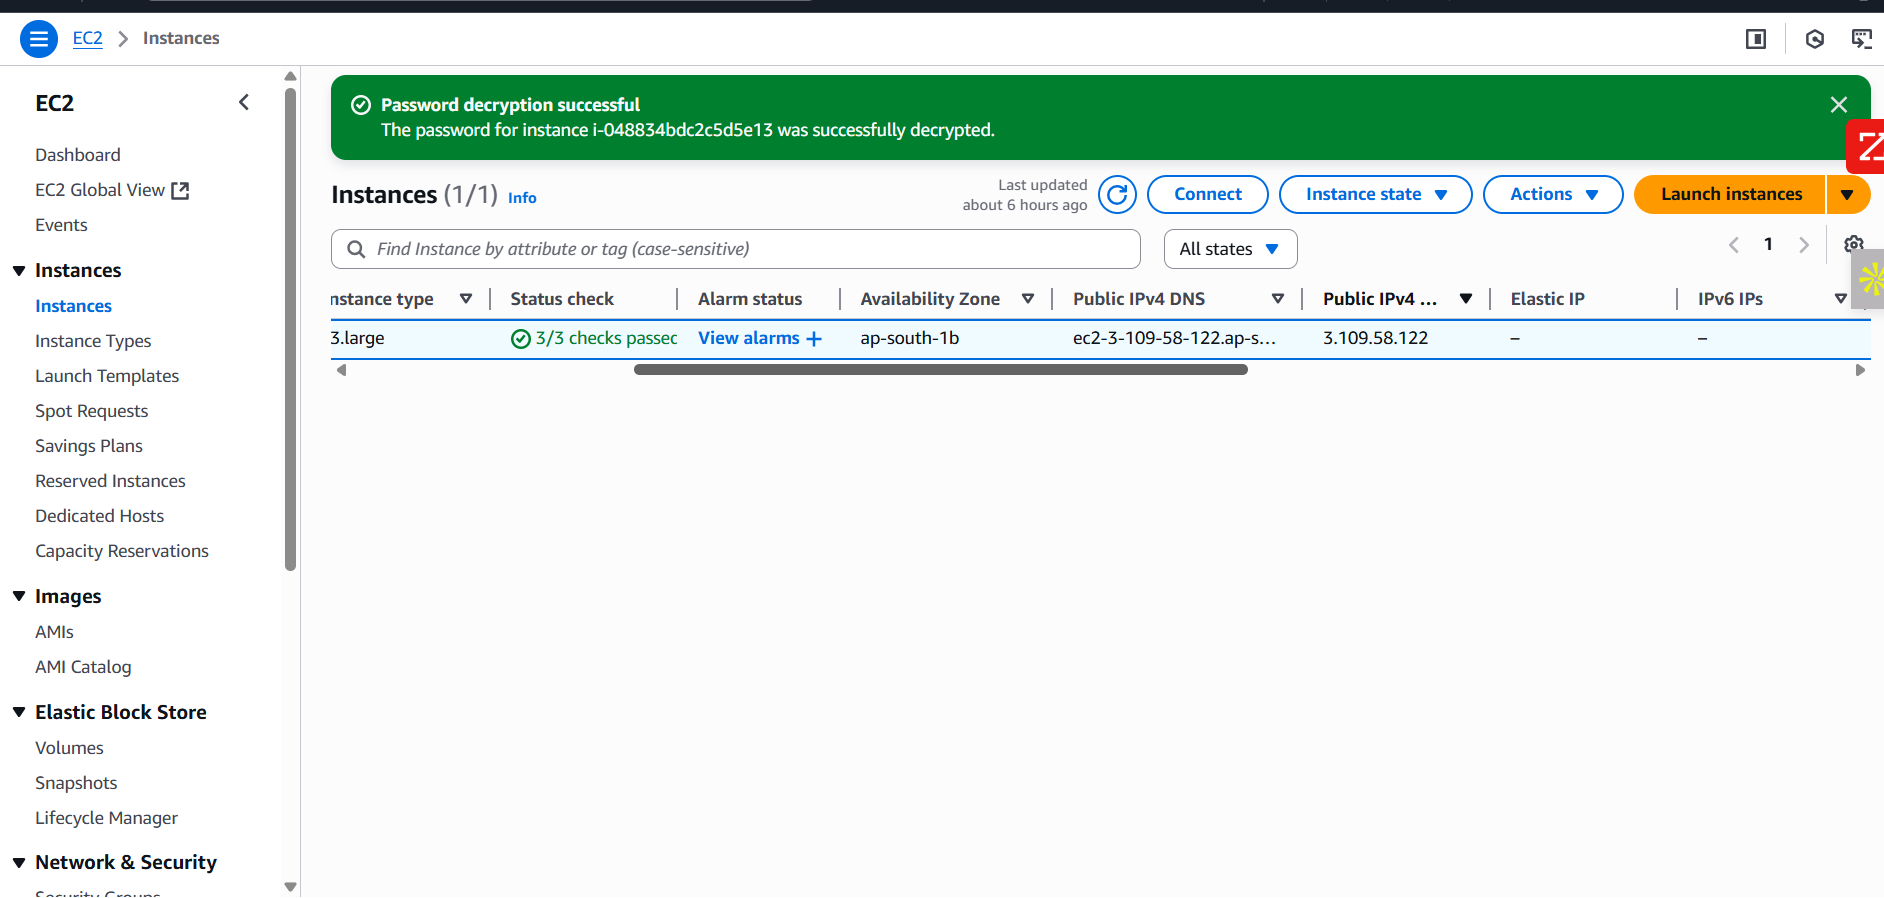 EC2 > Instances
EC2
Dashboard
EC2 Global View
Events
Instances
Instances
Instance Types
Launch Templates
Spot Requests
Savings Plans
Reserved Instances
Dedicated Hosts
Capacity Reservations
Images
AMIs
AMI Catalog
Elastic Block Store
Volumes
Snapshots
Lifecycle Manager
Network & Security
Security Groups
Password decryption successful
The password for instance i-048834bdc2c5d5e13 was successfully decrypted.
Instances (1/1) Info
Last updated
about 6 hours ago
Connect
Instance state
Actions
Launch instances
Find Instance by attribute or tag (case-sensitive)
All states
1
nstance type Status check Alarm status Availability Zone Public IPv4 DNS Public IPv4 ... Elastic IP IPv6 IPs
3.large 3/3 checks passed View alarms + ap-south-1b ec2-3-109-58-122.ap-s... 3.109.58.122 – –